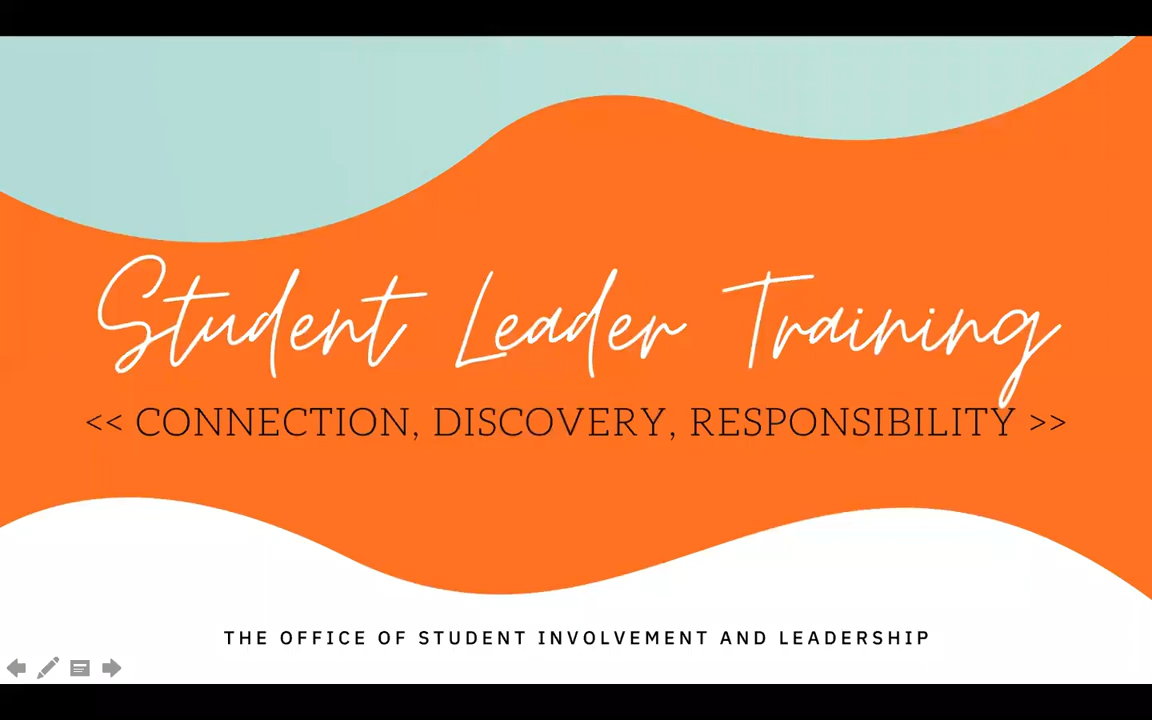 Student Leader Training
<< CONNECTION, DISCOVERY, RESPONSIBILITY >>
THE OFFICE OF STUDENT INVOLVEMENT AND LEADERSHIP